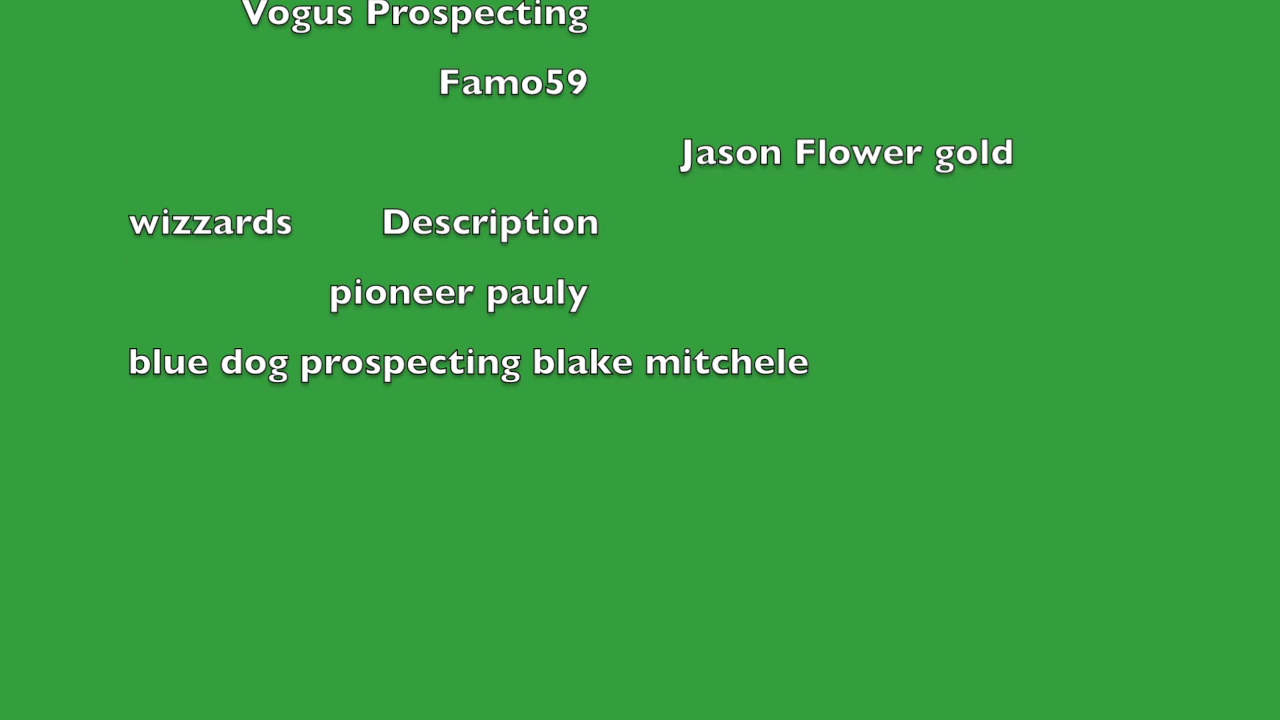 Vogus Prospecting
Famo59
Jason Flower gold
wizzards Description
pioneer pauly
blue dog prospecting blake mitchele